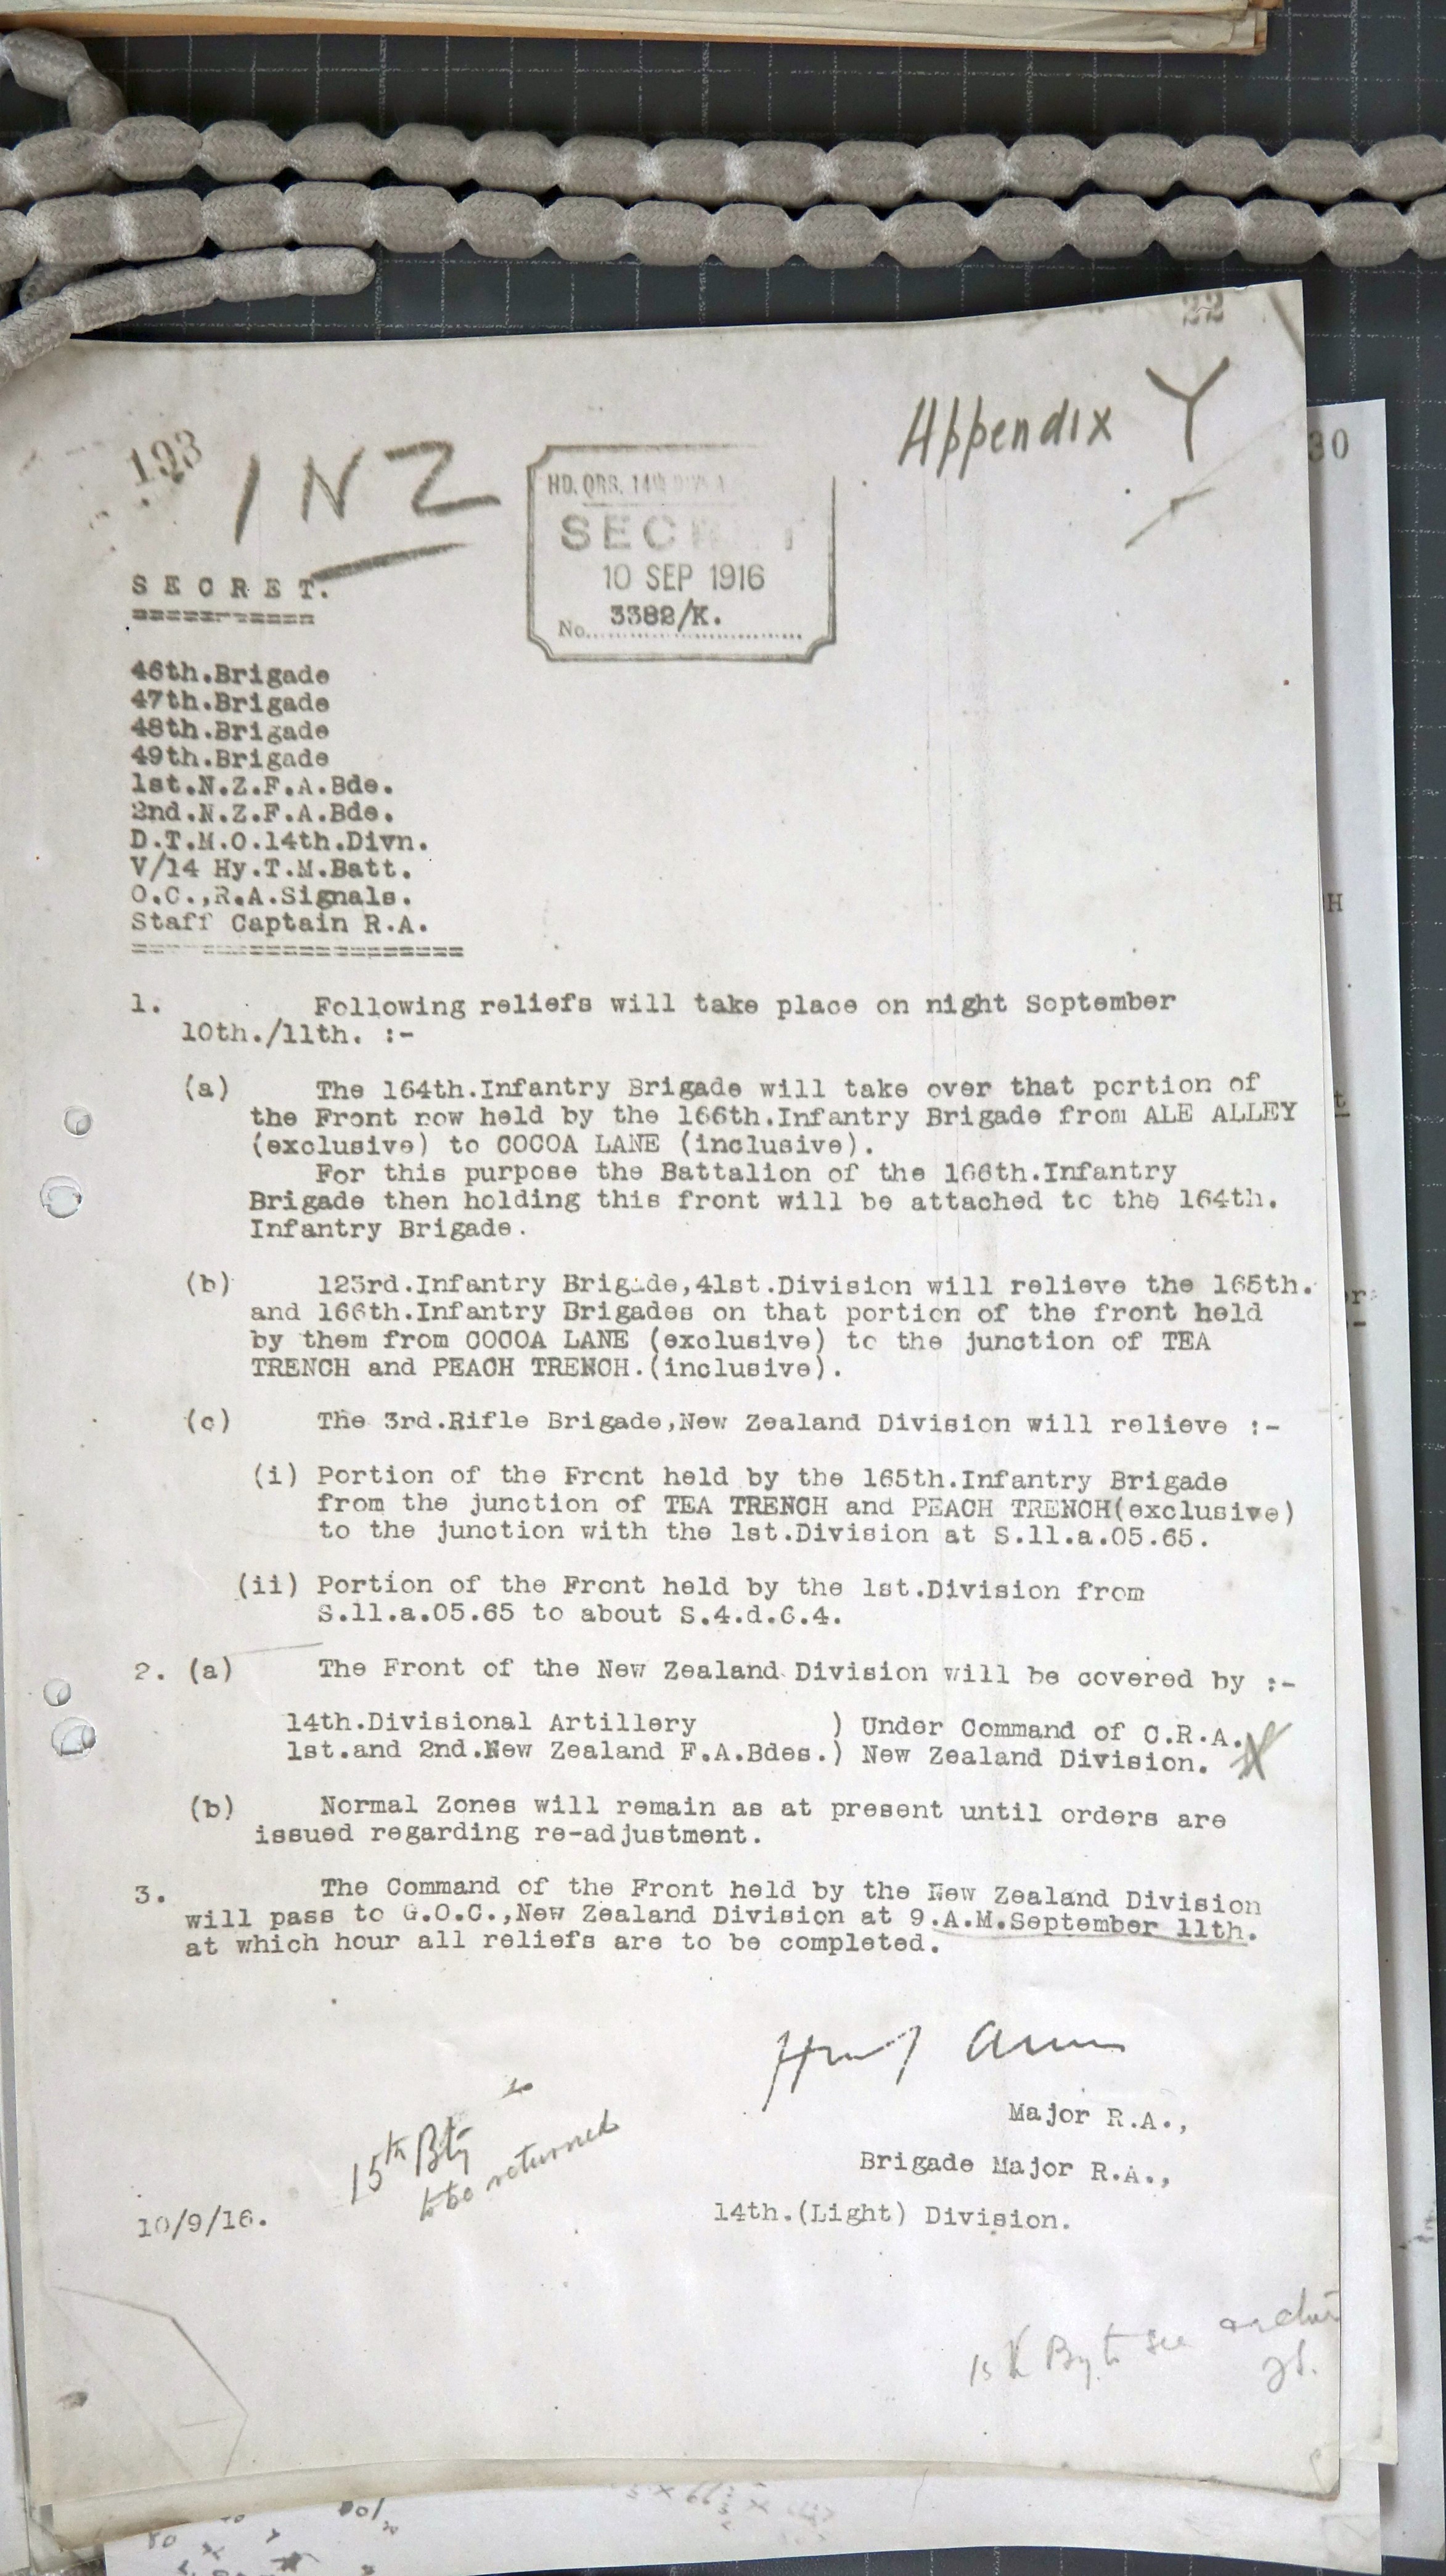 22
Appendix Y
193
1 NZ
HD. QRS. 14th
SECRET
10 SEP 1916
No. 3382/K.
30
S E C R E T.
===========
46th.Brigade
47th.Brigade
48th.Brigade
49th.Brigade
1st.N.Z.F.A.Bde.
2nd.N.Z.F.A.Bde.
D.T.M.O.14th.Divn.
V/14 Hy.T.M.Batt.
O.C.,R.A.Signals.
Staff Captain R.A.
====================
1. Following reliefs will take place on night September
10th./11th. :-
(a) The 164th.Infantry Brigade will take over that portion of
the Front now held by the 166th.Infantry Brigade from ALE ALLEY
(exclusive) to COCOA LANE (inclusive).
For this purpose the Battalion of the 166th.Infantry
Brigade then holding this front will be attached to the 164th.
Infantry Brigade.
(b) 123rd.Infantry Brigade,41st.Division will relieve the 165th.
and 166th.Infantry Brigades on that portion of the front held
by them from COCOA LANE (exclusive) to the junction of TEA
TRENCH and PEACH TRENCH.(inclusive).
(c) The 3rd.Rifle Brigade,New Zealand Division will relieve :-
(i) Portion of the Front held by the 165th.Infantry Brigade
from the junction of TEA TRENCH and PEACH TRENCH(exclusive)
to the junction with the 1st.Division at S.11.a.05.65.
(ii) Portion of the Front held by the 1st.Division from
S.11.a.05.65 to about S.4.d.6.4.
2. (a) The Front of the New Zealand Division will be covered by :-
14th.Divisional Artillery ) Under Command of C.R.A.
1st.and 2nd.New Zealand F.A.Bdes.) New Zealand Division.
(b) Normal Zones will remain as at present until orders are
issued regarding re-adjustment.
3. The Command of the Front held by the New Zealand Division
will pass to G.O.C.,New Zealand Division at 9.A.M.September 11th.
at which hour all reliefs are to be completed.
Major R.A.,
15th Bty
to be returned
Brigade Major R.A.,
10/9/16.
14th.(Light) Division.